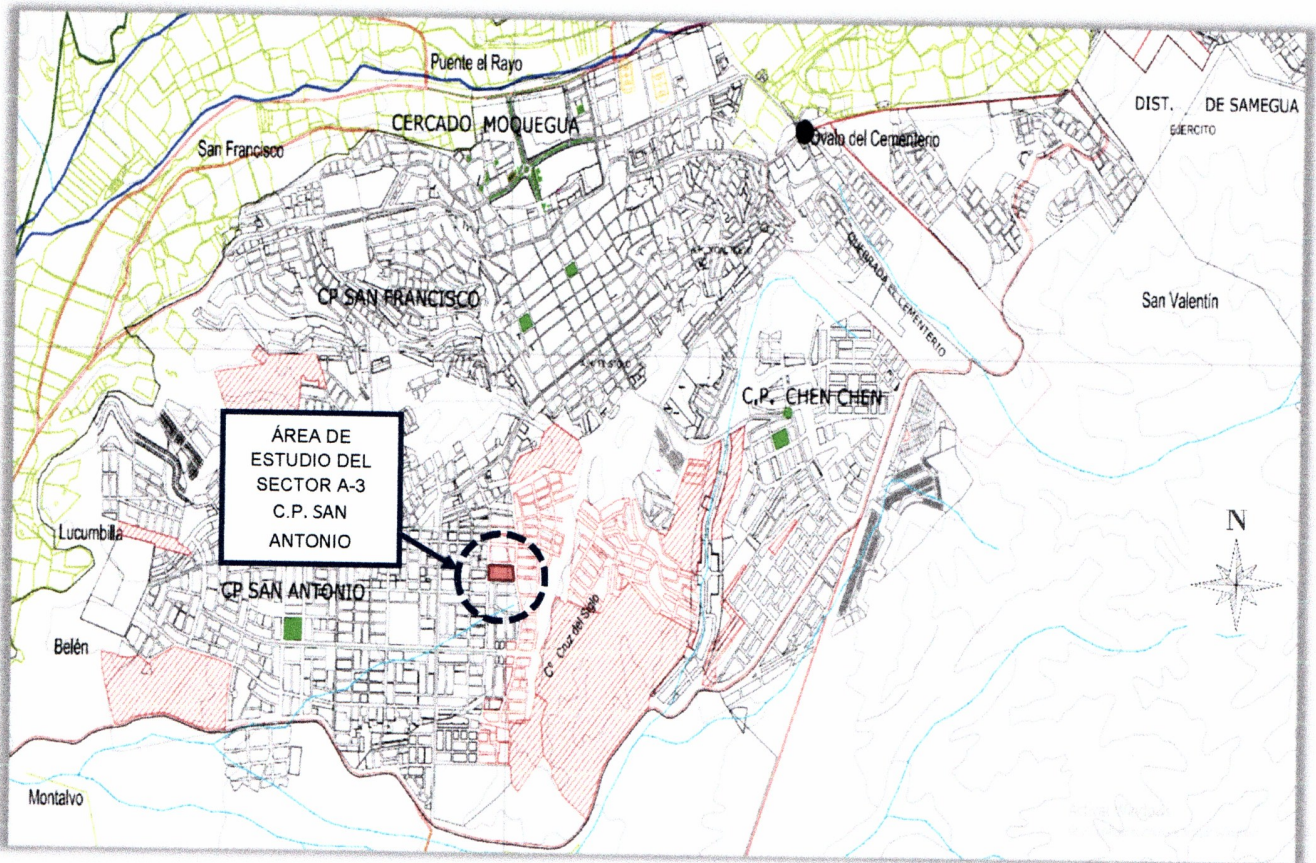 Puente el Rayo
CERCADO MOQUEGUA
San Francisco
Ovalo del Cementerio
DIST. DE SAMEGUA
EJERCITO
QUEBRADA EL CEMENTERIO
San Valentín
CP SAN FRANCISCO
C.P. CHEN CHEN
ÁREA DE
ESTUDIO DEL
SECTOR A-3
C.P. SAN
ANTONIO
N
Lucumbilla
CP SAN ANTONIO
Cº Cruz del Siglo
Belén
Montalvo